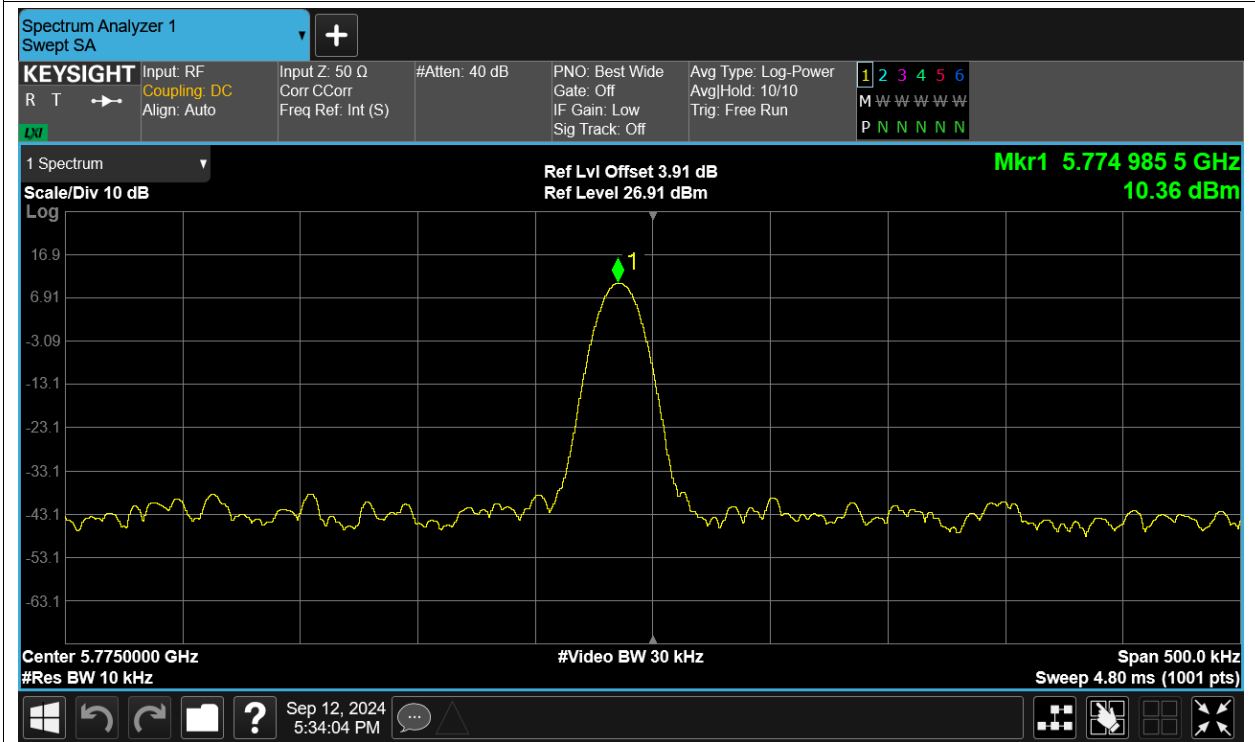 Spectrum Analyzer 1
Swept SA
+
KEYSIGHT
R T
LXI
Input: RF
Coupling: DC
Align: Auto
Input Z: 50 Ω
Corr CCorr
Freq Ref: Int (S)
#Atten: 40 dB
PNO: Best Wide
Gate: Off
IF Gain: Low
Sig Track: Off
Avg Type: Log-Power
Avg|Hold: 10/10
Trig: Free Run
1 2 3 4 5 6
M W W W W W
P N N N N N
1 Spectrum
Scale/Div 10 dB
Log
Ref Lvl Offset 3.91 dB
Ref Level 26.91 dBm
Mkr1 5.774 985 5 GHz
10.36 dBm
1
16.9
6.91
-3.09
-13.1
-23.1
-33.1
-43.1
-53.1
-63.1
Center 5.7750000 GHz
#Video BW 30 kHz
Span 500.0 kHz
#Res BW 10 kHz
Sweep 4.80 ms (1001 pts)
?
Sep 12, 2024
5:34:04 PM